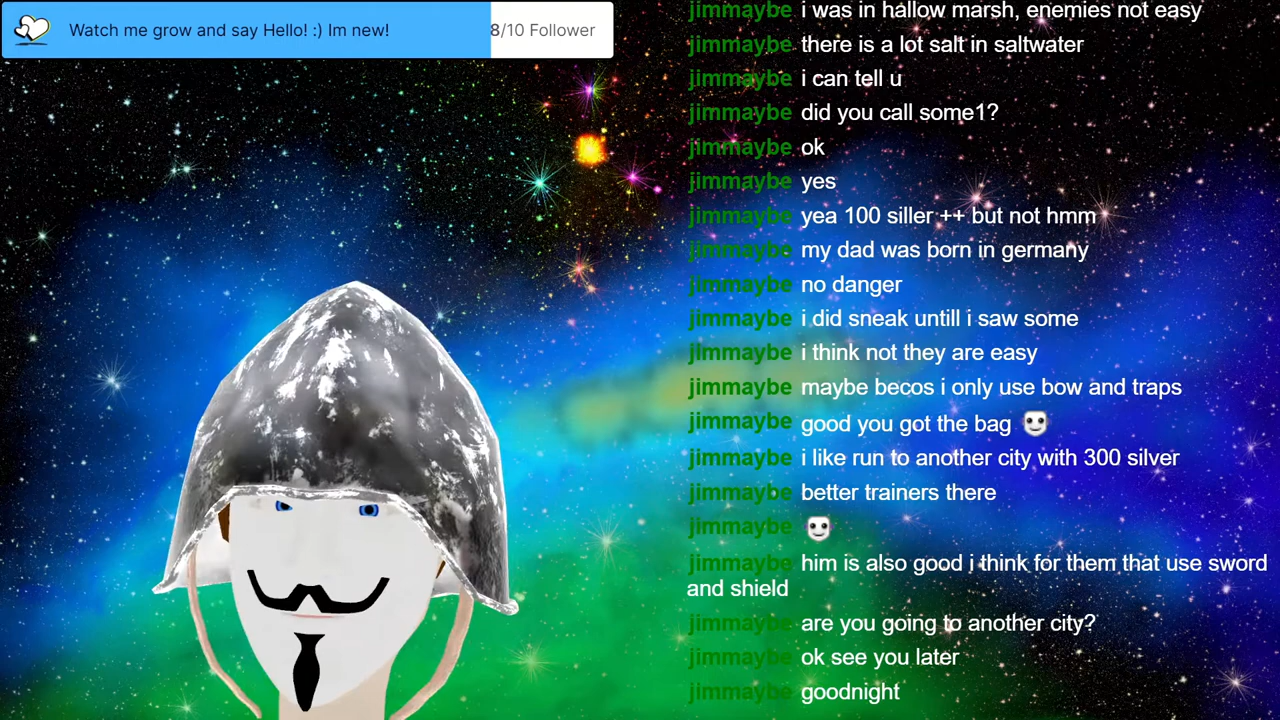 Watch me grow and say Hello! :) Im new!
8/10 Follower
jimmaybe i was in hallow marsh, enemies not easy
jimmaybe there is a lot salt in saltwater
jimmaybe i can tell u
jimmaybe did you call some1?
jimmaybe ok
jimmaybe yes
jimmaybe yea 100 siller ++ but not hmm
jimmaybe my dad was born in germany
jimmaybe no danger
jimmaybe i did sneak untill i saw some
jimmaybe i think not they are easy
jimmaybe maybe becos i only use bow and traps
jimmaybe good you got the bag
jimmaybe i like run to another city with 300 silver
jimmaybe better trainers there
jimmaybe
jimmaybe him is also good i think for them that use sword
and shield
jimmaybe are you going to another city?
jimmaybe ok see you later
jimmaybe goodnight